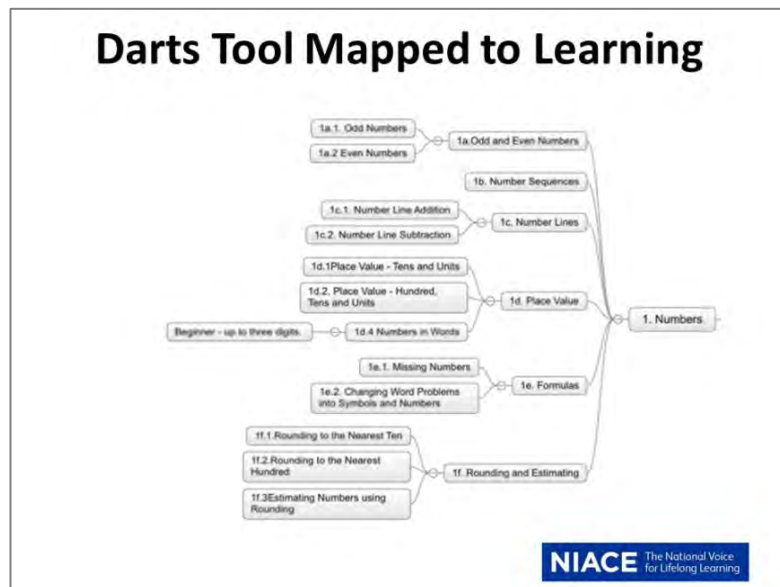 Darts Tool Mapped to Learning
1a.1. Odd Numbers
1a.2 Even Numbers
1a.Odd and Even Numbers
1b. Number Sequences
1c.1. Number Line Addition
1c.2. Number Line Subtraction
1c. Number Lines
1d.1Place Value - Tens and Units
1d.2. Place Value - Hundred,
Tens and Units
1d. Place Value
Beginner - up to three digits.
1d.4 Numbers in Words
1. Numbers
1e.1. Missing Numbers
1e.2. Changing Word Problems
into Symbols and Numbers
1e. Formulas
1f.1.Rounding to the Nearest Ten
1f.2.Rounding to the Nearest
Hundred
1f.3Estimating Numbers using
Rounding
1f. Rounding and Estimating
NIACE The National Voice
for Lifelong Learning